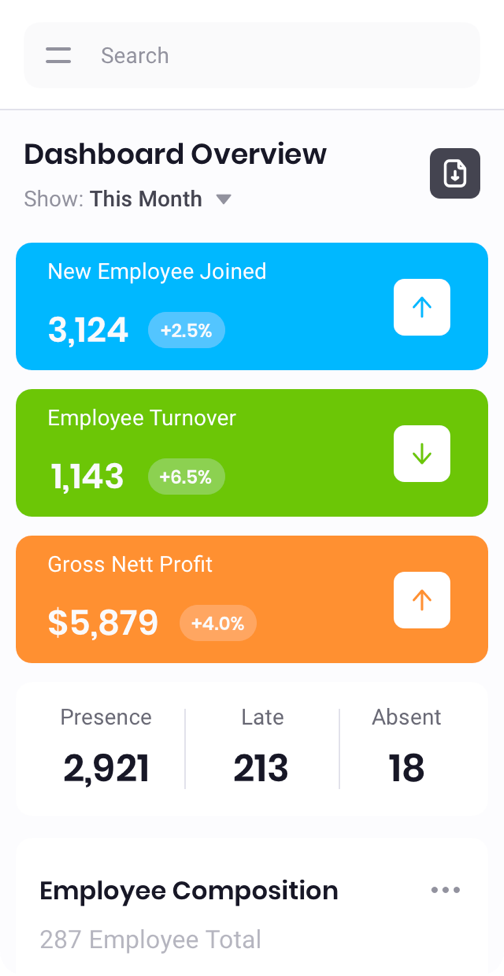 Search
Dashboard Overview
Show: This Month
New Employee Joined
3,124 +2.5%
Employee Turnover
1,143 +6.5%
Gross Nett Profit
$5,879 +4.0%
Presence Late Absent
2,921 213 18
Employee Composition
287 Employee Total